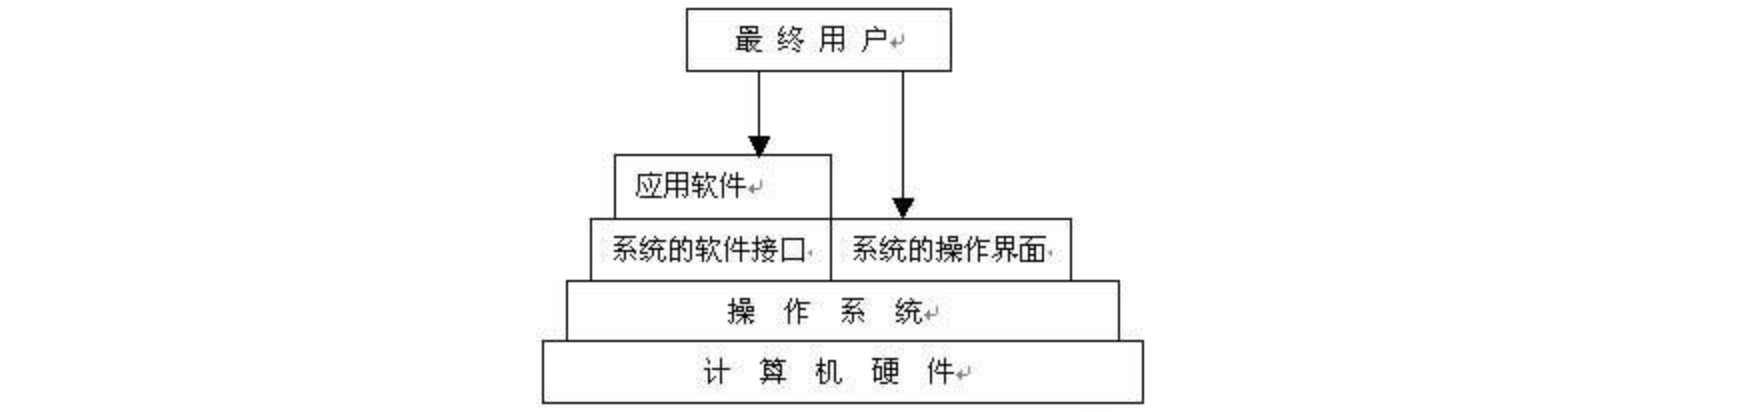 最 终 用 户
应用软件
系统的软件接口 系统的操作界面
操 作 系 统
计 算 机 硬 件